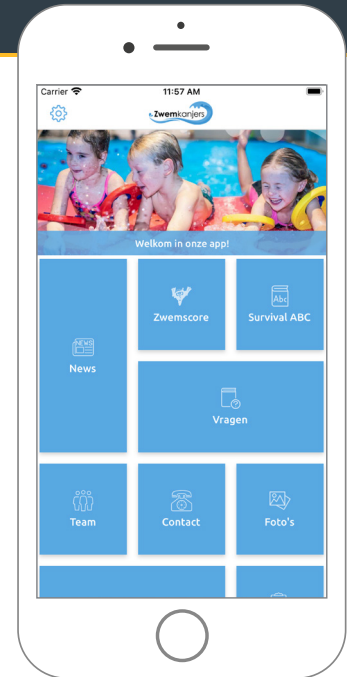 Carrier
11:57 AM
Zwemkanjers
Welkom in onze app!
NEWS
News
Zwemscore
Abc
Survival ABC
?
Vragen
Team
Contact
Foto's